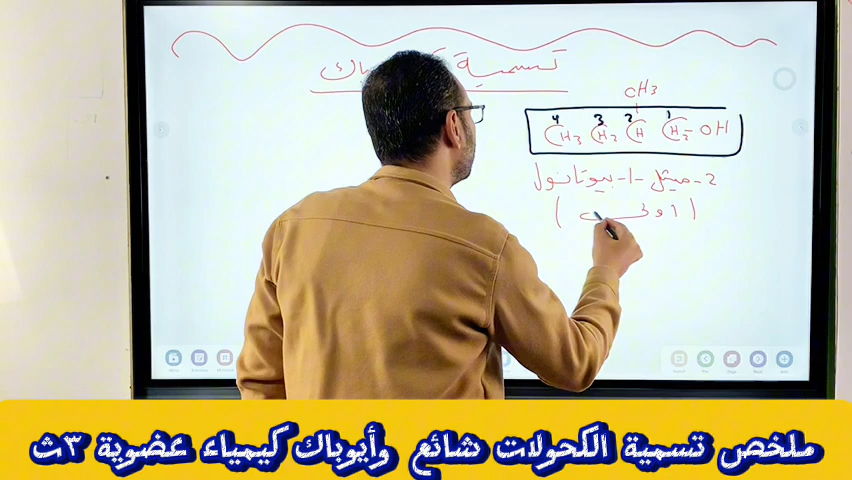 تسمية
CH3
4 3 2 1
CH3 CH2 CH CH2-OH
2-ميثيل-1-بيوتانول
ملخص تسمية الكحولات شائع وأيوباك كيمياء عضوية ٣ث